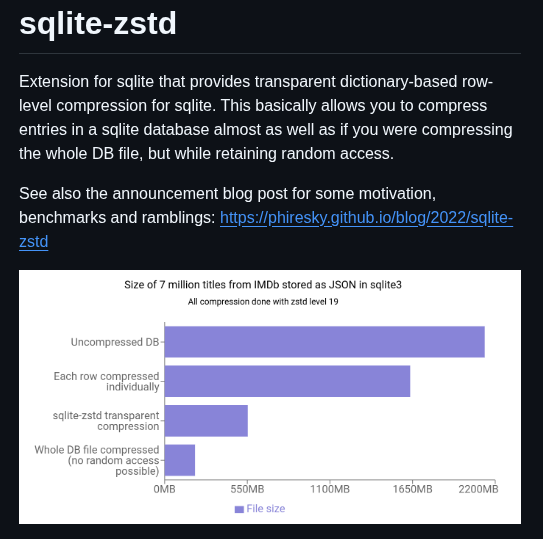 sqlite-zstd
Extension for sqlite that provides transparent dictionary-based row-
level compression for sqlite. This basically allows you to compress
entries in a sqlite database almost as well as if you were compressing
the whole DB file, but while retaining random access.
See also the announcement blog post for some motivation,
benchmarks and ramblings: https://phiresky.github.io/blog/2022/sqlite-
zstd
Size of 7 million titles from IMDb stored as JSON in sqlite3
All compression done with zstd level 19
Uncompressed DB
Each row compressed
individually
sqlite-zstd transparent
compression
Whole DB file compressed
(no random access
possible)
0MB 550MB 1100MB 1650MB 2200MB
File size